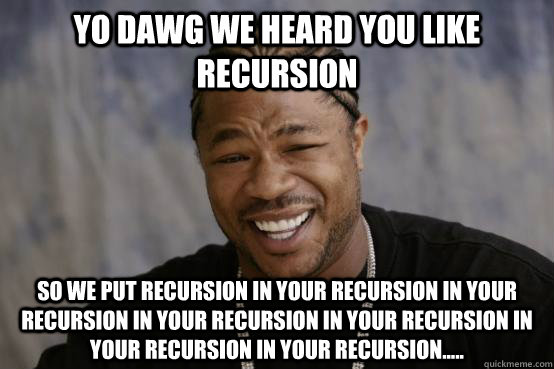 YO DAWG WE HEARD YOU LIKE
RECURSION
SO WE PUT RECURSION IN YOUR RECURSION IN YOUR
RECURSION IN YOUR RECURSION IN YOUR RECURSION IN
YOUR RECURSION IN YOUR RECURSION.....
quickmeme.com